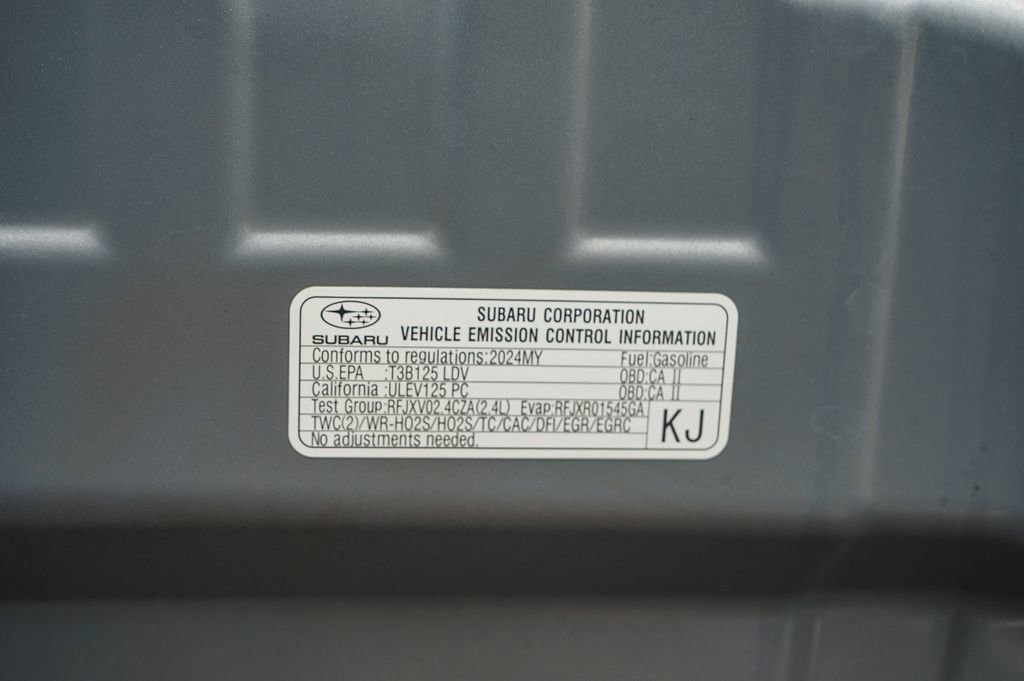 SUBARU
SUBARU CORPORATION
VEHICLE EMISSION CONTROL INFORMATION
Conforms to regulations:2024MY Fuel:Gasoline
U.S.EPA :T3B125 LDV OBD:CA II
California :ULEV125 PC OBD:CA II
Test Group:RFJXV02.4CZA(2.4L) Evap:RFJXR01545GA
TWC(2)/WR-HO2S/HO2S/TC/CAC/DFI/EGR/EGRC
No adjustments needed.
KJ